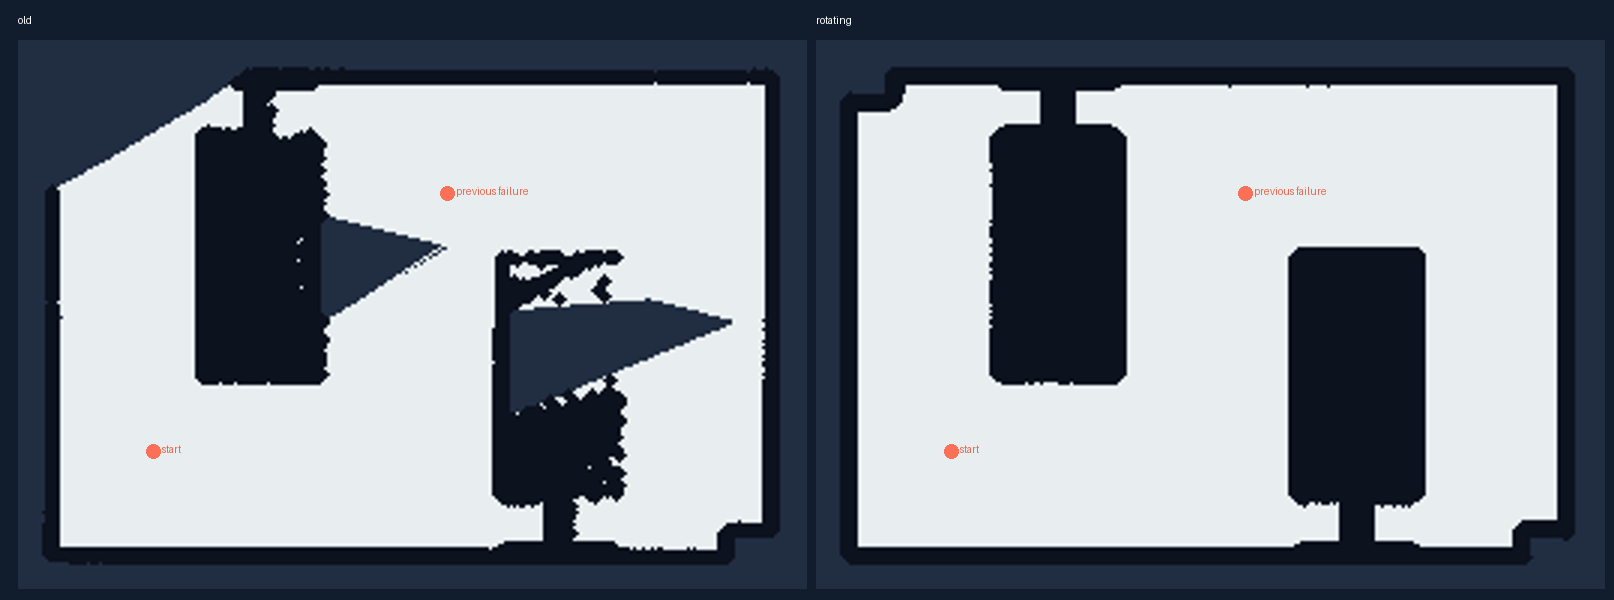 old
rotating
previous failure
previous failure
start
start